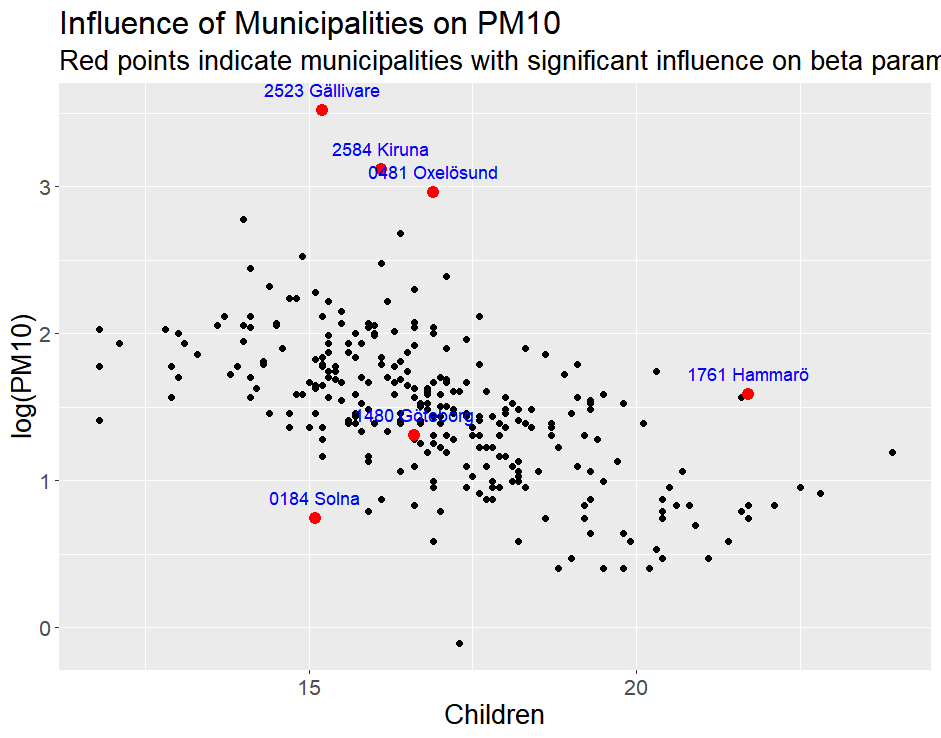 Influence of Municipalities on PM10
Red points indicate municipalities with significant influence on beta param
2523 Gällivare
2584 Kiruna
0481 Oxelösund
1761 Hammarö
1480 Göteborg
0184 Solna
log(PM10)
3
2
1
0
15
20
Children